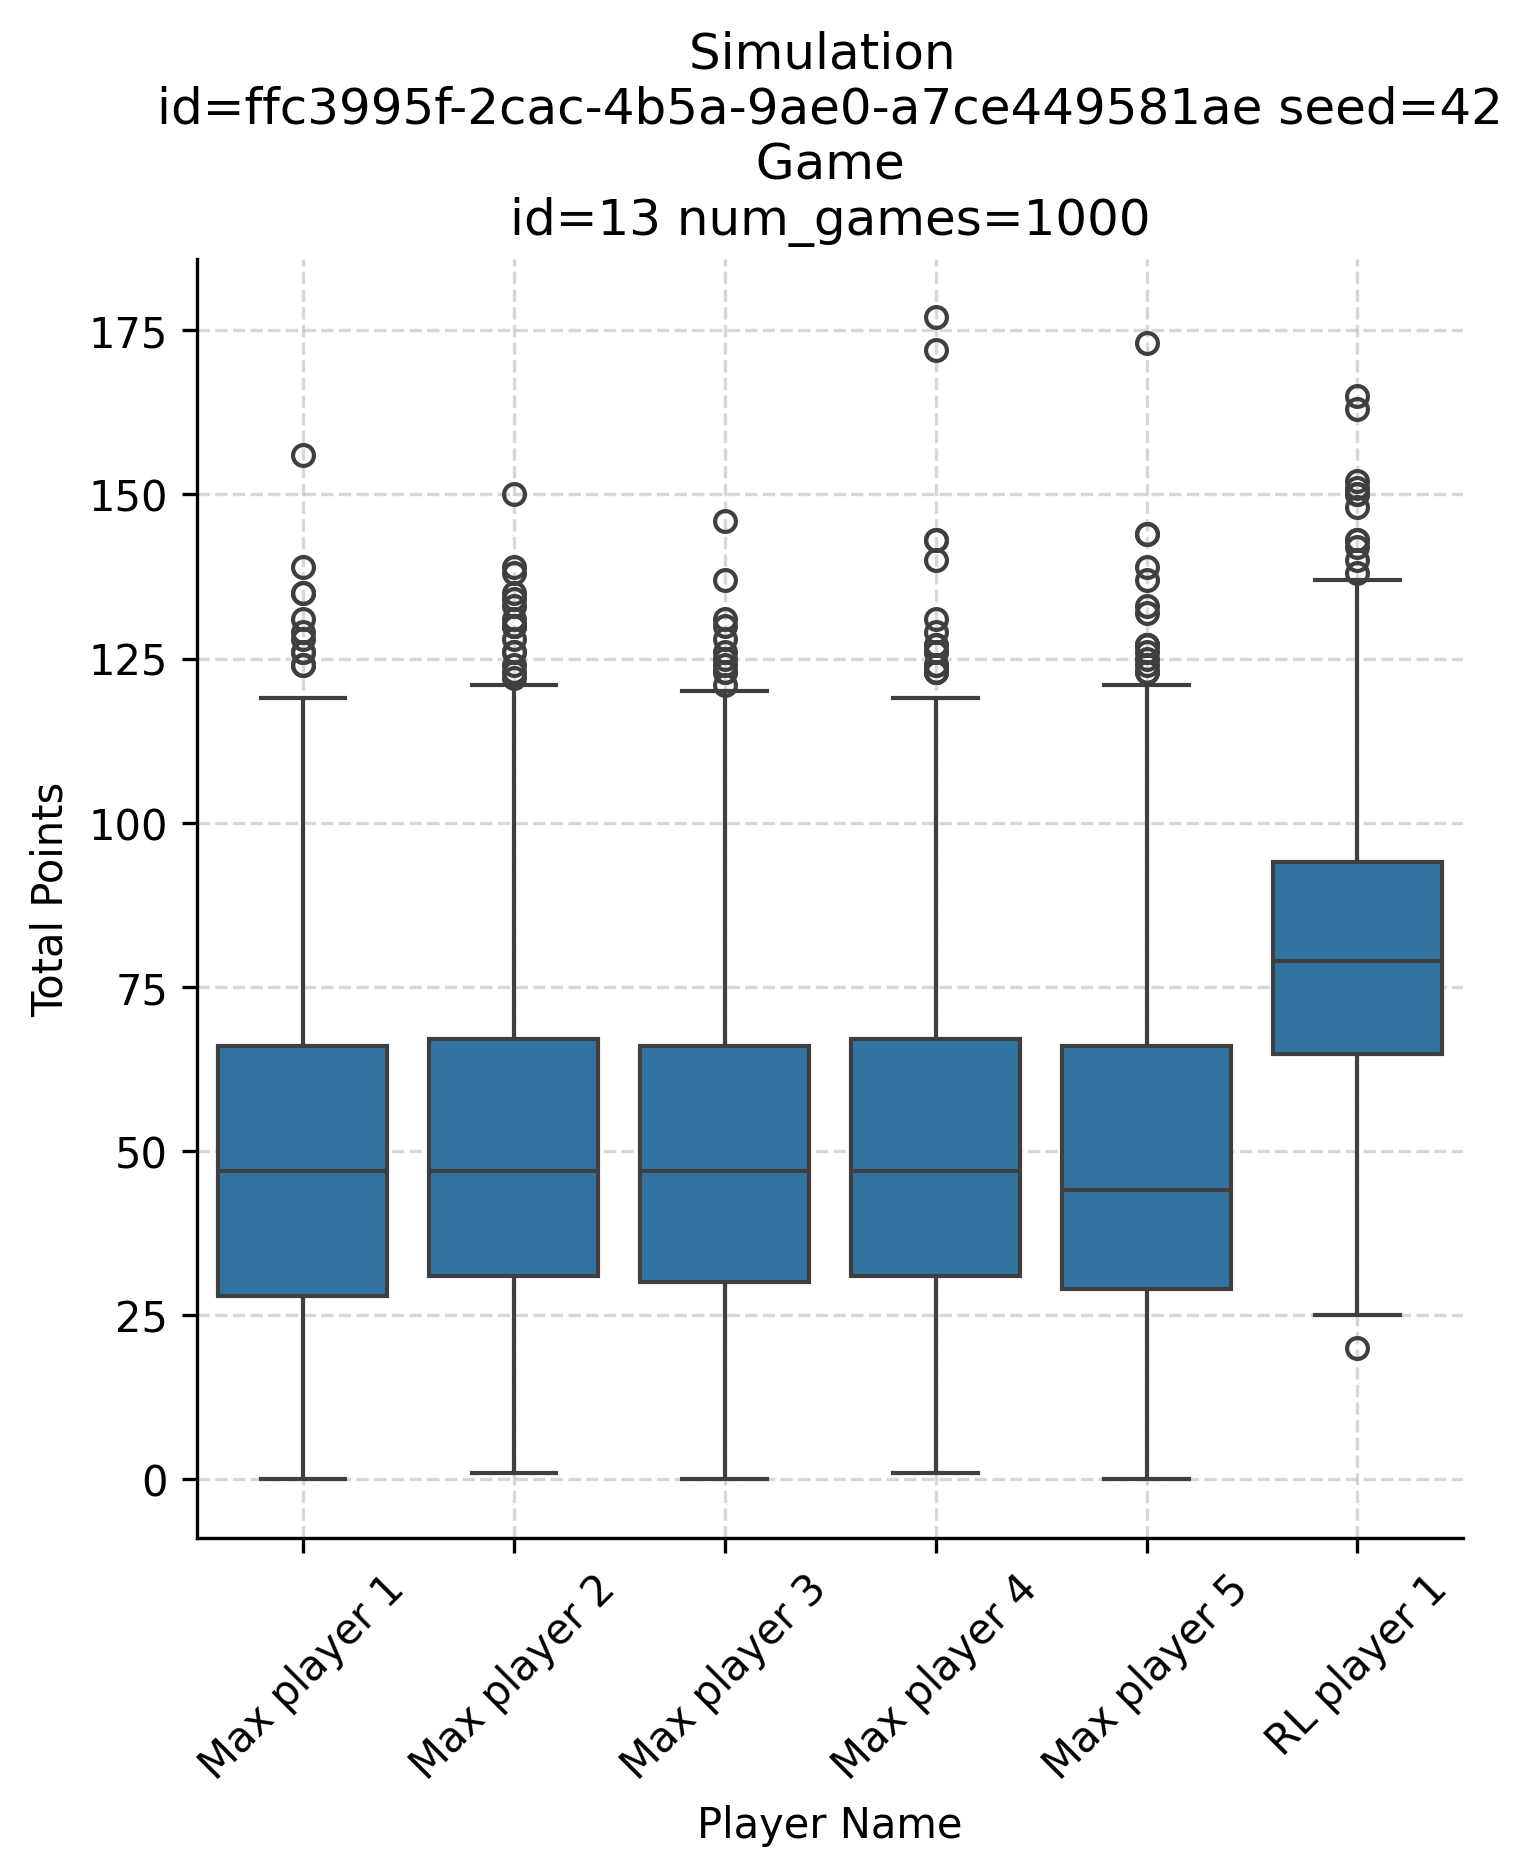 Simulation
id=ffc3995f-2cac-4b5a-9ae0-a7ce449581ae seed=42
Game
id=13 num_games=1000
175
150
125
100
75
50
25
0
Total Points
Max player 1
Max player 2
Max player 3
Max player 4
Max player 5
RL player 1
Player Name